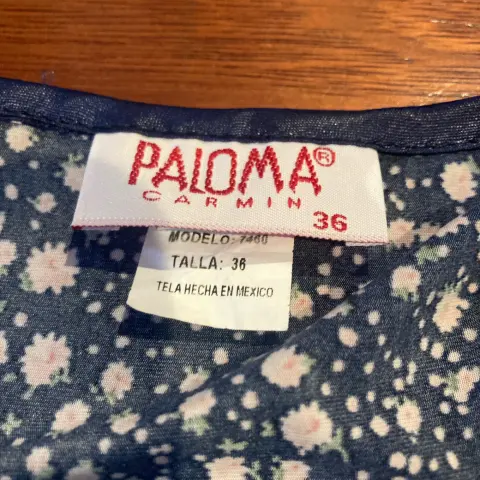 PALOMA®
CARMIN
36
MODELO: 7460
TALLA: 36
TELA HECHA EN MEXICO